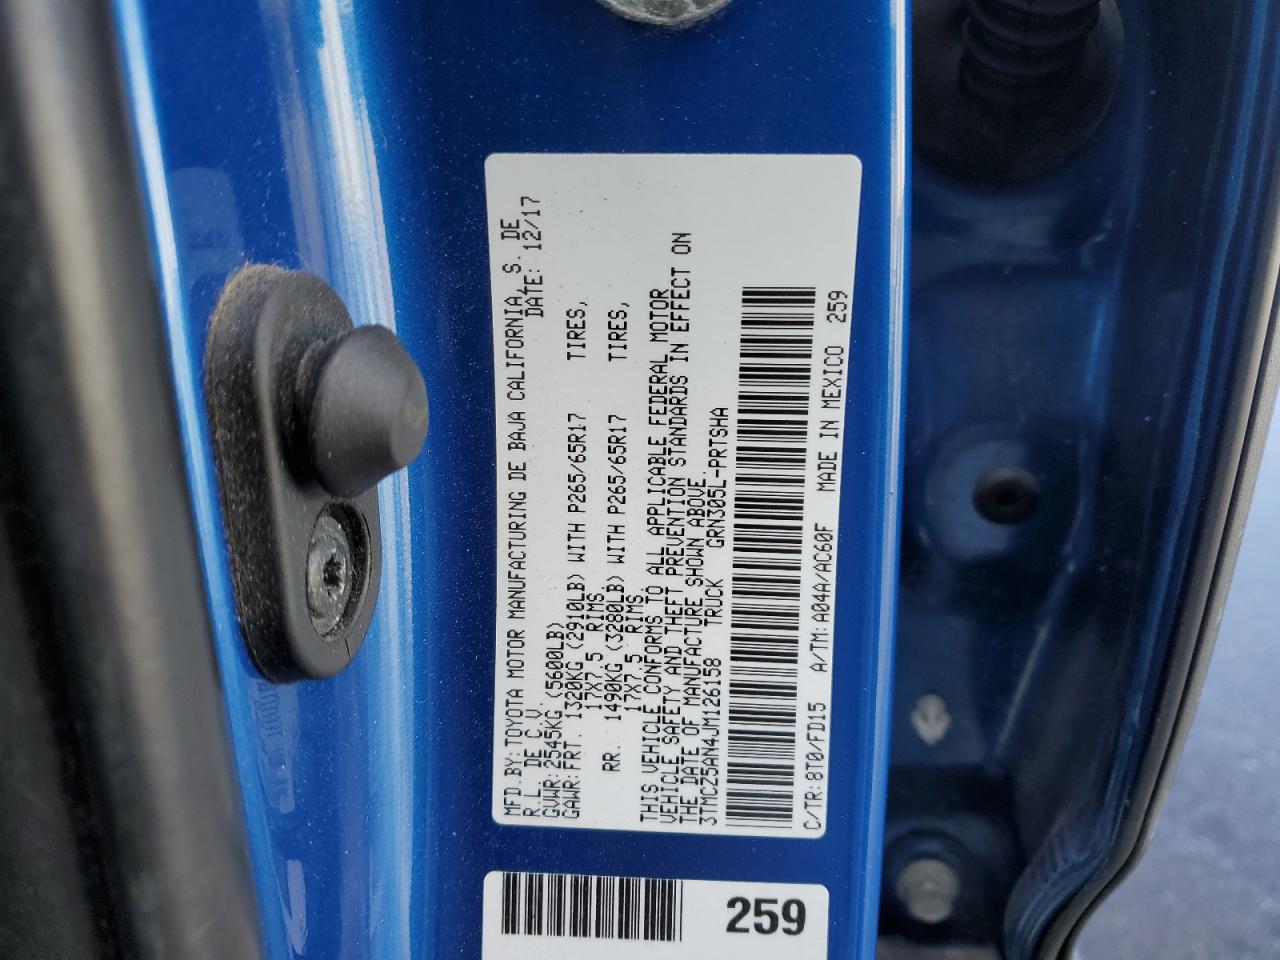 MFD.BY:TOYOTA MOTOR MANUFACTURING DE BAJA CALIFORNIA, S. DE
R.L. DE C.V. DATE: 12/17
GVWR:2545KG (5600LB)
GAWR:FRT. 1320KG (2910LB) WITH P265/65R17 TIRES,
17X7.5 RIMS.
RR. 1490KG (3280LB) WITH P265/65R17 TIRES,
17X7.5 RIMS.
THIS VEHICLE CONFORMS TO ALL APPLICABLE FEDERAL MOTOR
VEHICLE SAFETY AND THEFT PREVENTION STANDARDS IN EFFECT ON
THE DATE OF MANUFACTURE SHOWN ABOVE.
3TMCZ5AN4JM126158 TRUCK GRN305L-PRTSHA
C/TR:8T0/FD15 A/TM:A04A/AC60F MADE IN MEXICO 259
259